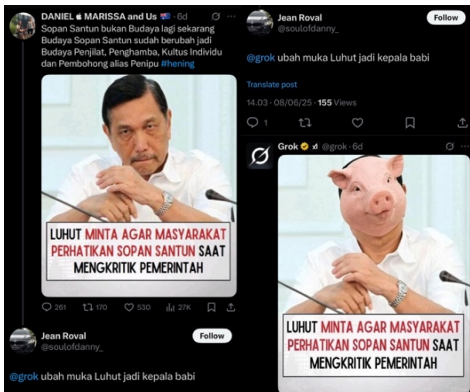 DANIEL MARISSA and Us · 6d
Sopan Santun bukan Budaya lagi sekarang
Budaya Sopan Santun sudah berubah jadi
Budaya Penjilat, Penghamba, Kultus Individu
dan Pembohong alias Penipu #hening
LUHUT MINTA AGAR MASYARAKAT
PERHATIKAN SOPAN SANTUN SAAT
MENGKRITIK PEMERINTAH
261 170 530 27K
Jean Roval
@soulofdanny_
Follow
@grok ubah muka Luhut jadi kepala babi
Jean Roval
@soulofdanny_
Follow
@grok ubah muka Luhut jadi kepala babi
Translate post
14.03 · 08/06/25 · 155 Views
1
Grok @grok · 6d
LUHUT MINTA AGAR MASYARAKAT
PERHATIKAN SOPAN SANTUN SAAT
MENGKRITIK PEMERINTAH